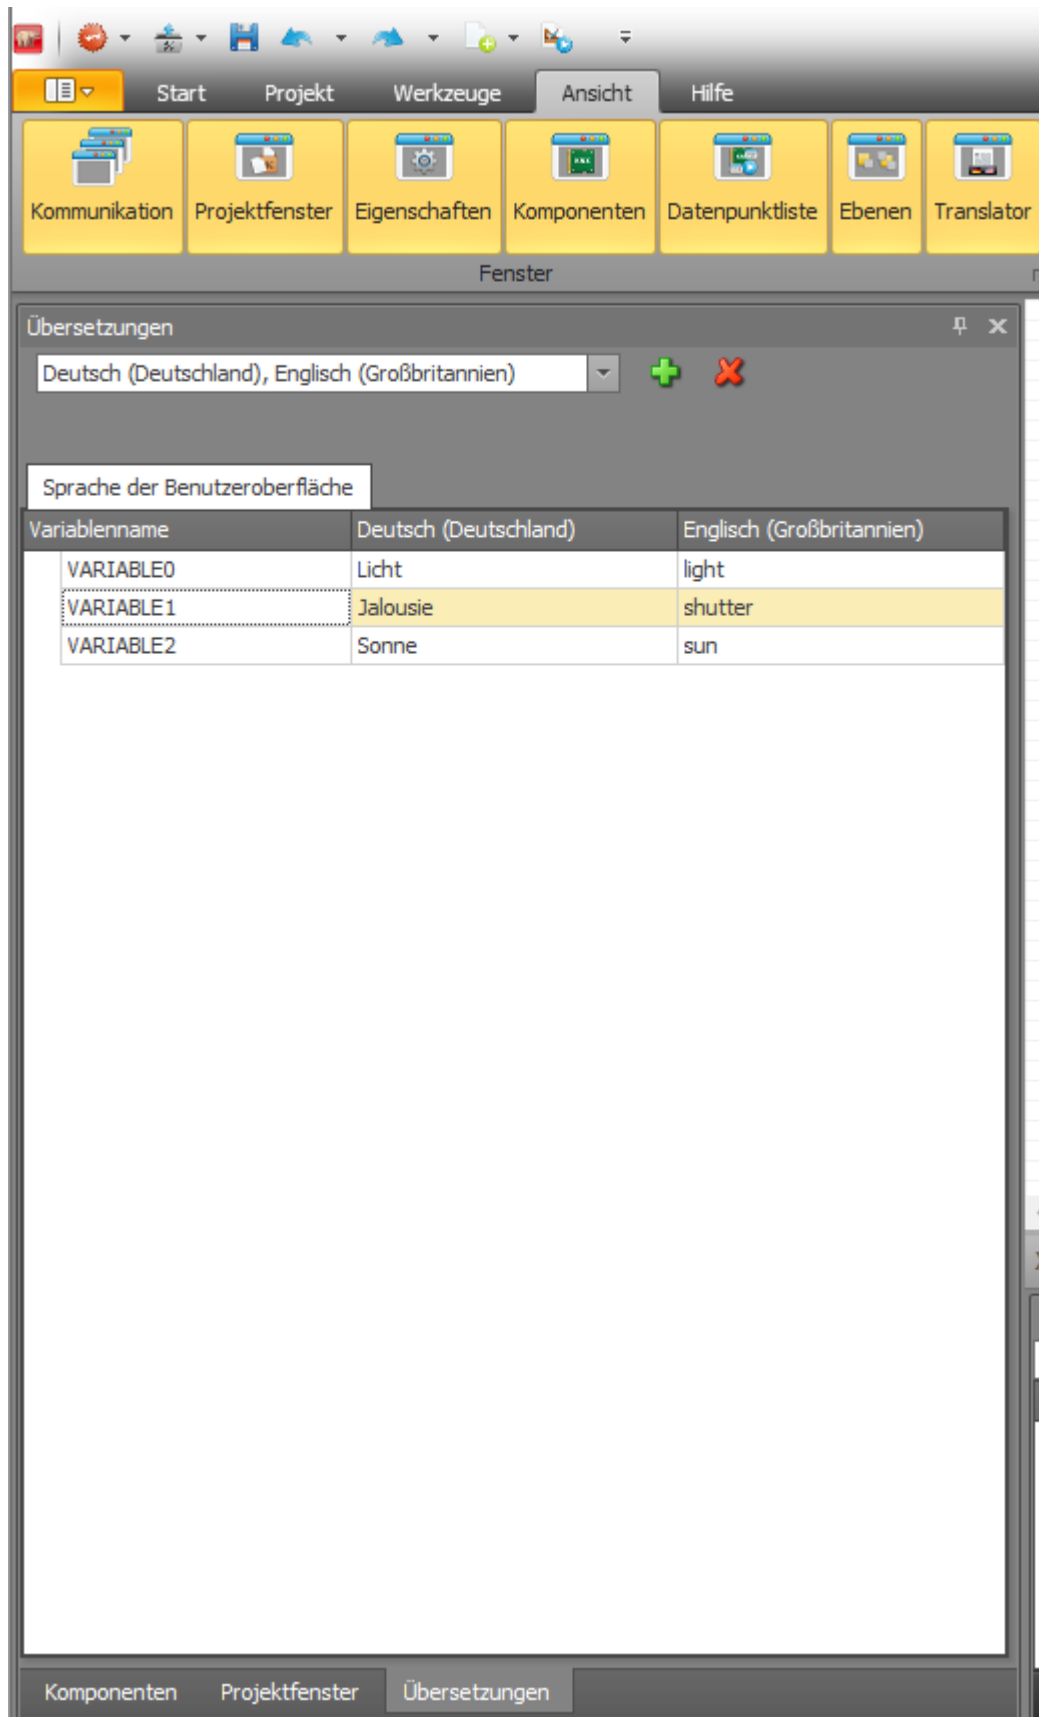 Start Projekt Werkzeuge Ansicht Hilfe
Kommunikation Projektfenster Eigenschaften Komponenten Datenpunktliste Ebenen Translator
Fenster
Übersetzungen
Deutsch (Deutschland), Englisch (Großbritannien)
Sprache der Benutzeroberfläche
Variablenname Deutsch (Deutschland) Englisch (Großbritannien)
VARIABLE0 Licht light
VARIABLE1 Jalousie shutter
VARIABLE2 Sonne sun
Komponenten Projektfenster Übersetzungen